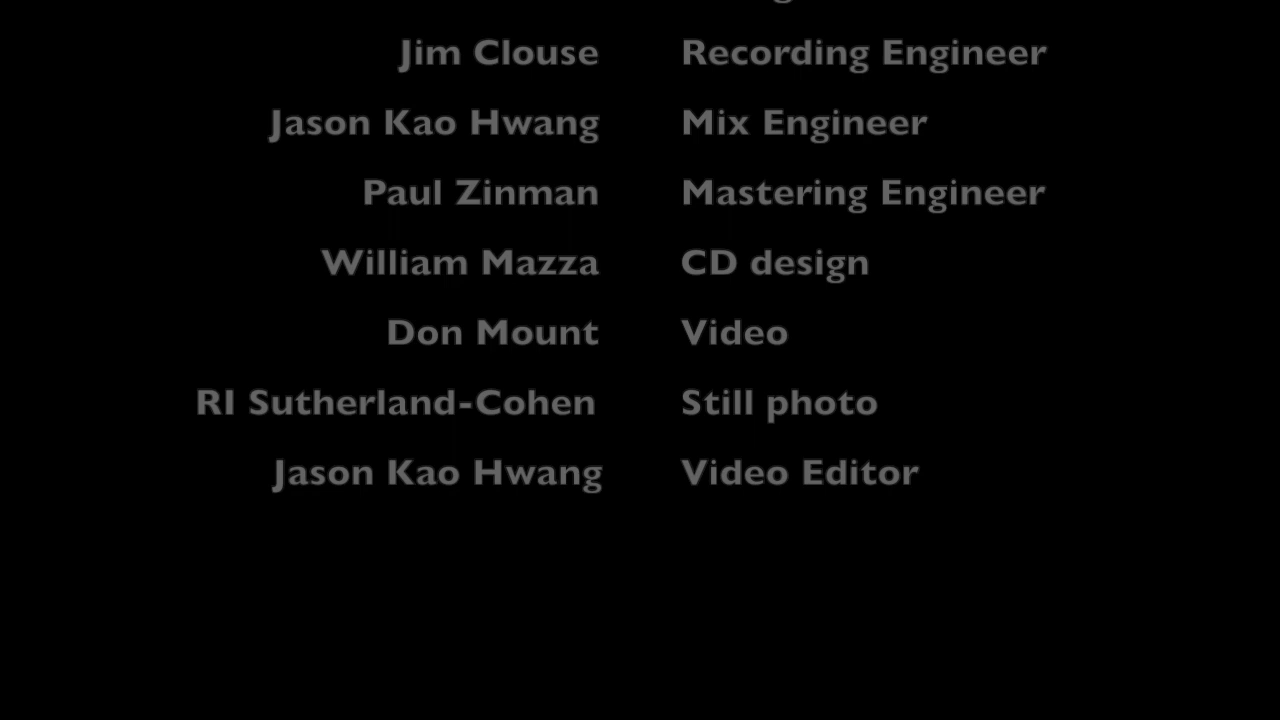 Jim Clouse Recording Engineer
Jason Kao Hwang Mix Engineer
Paul Zinman Mastering Engineer
William Mazza CD design
Don Mount Video
RI Sutherland-Cohen Still photo
Jason Kao Hwang Video Editor